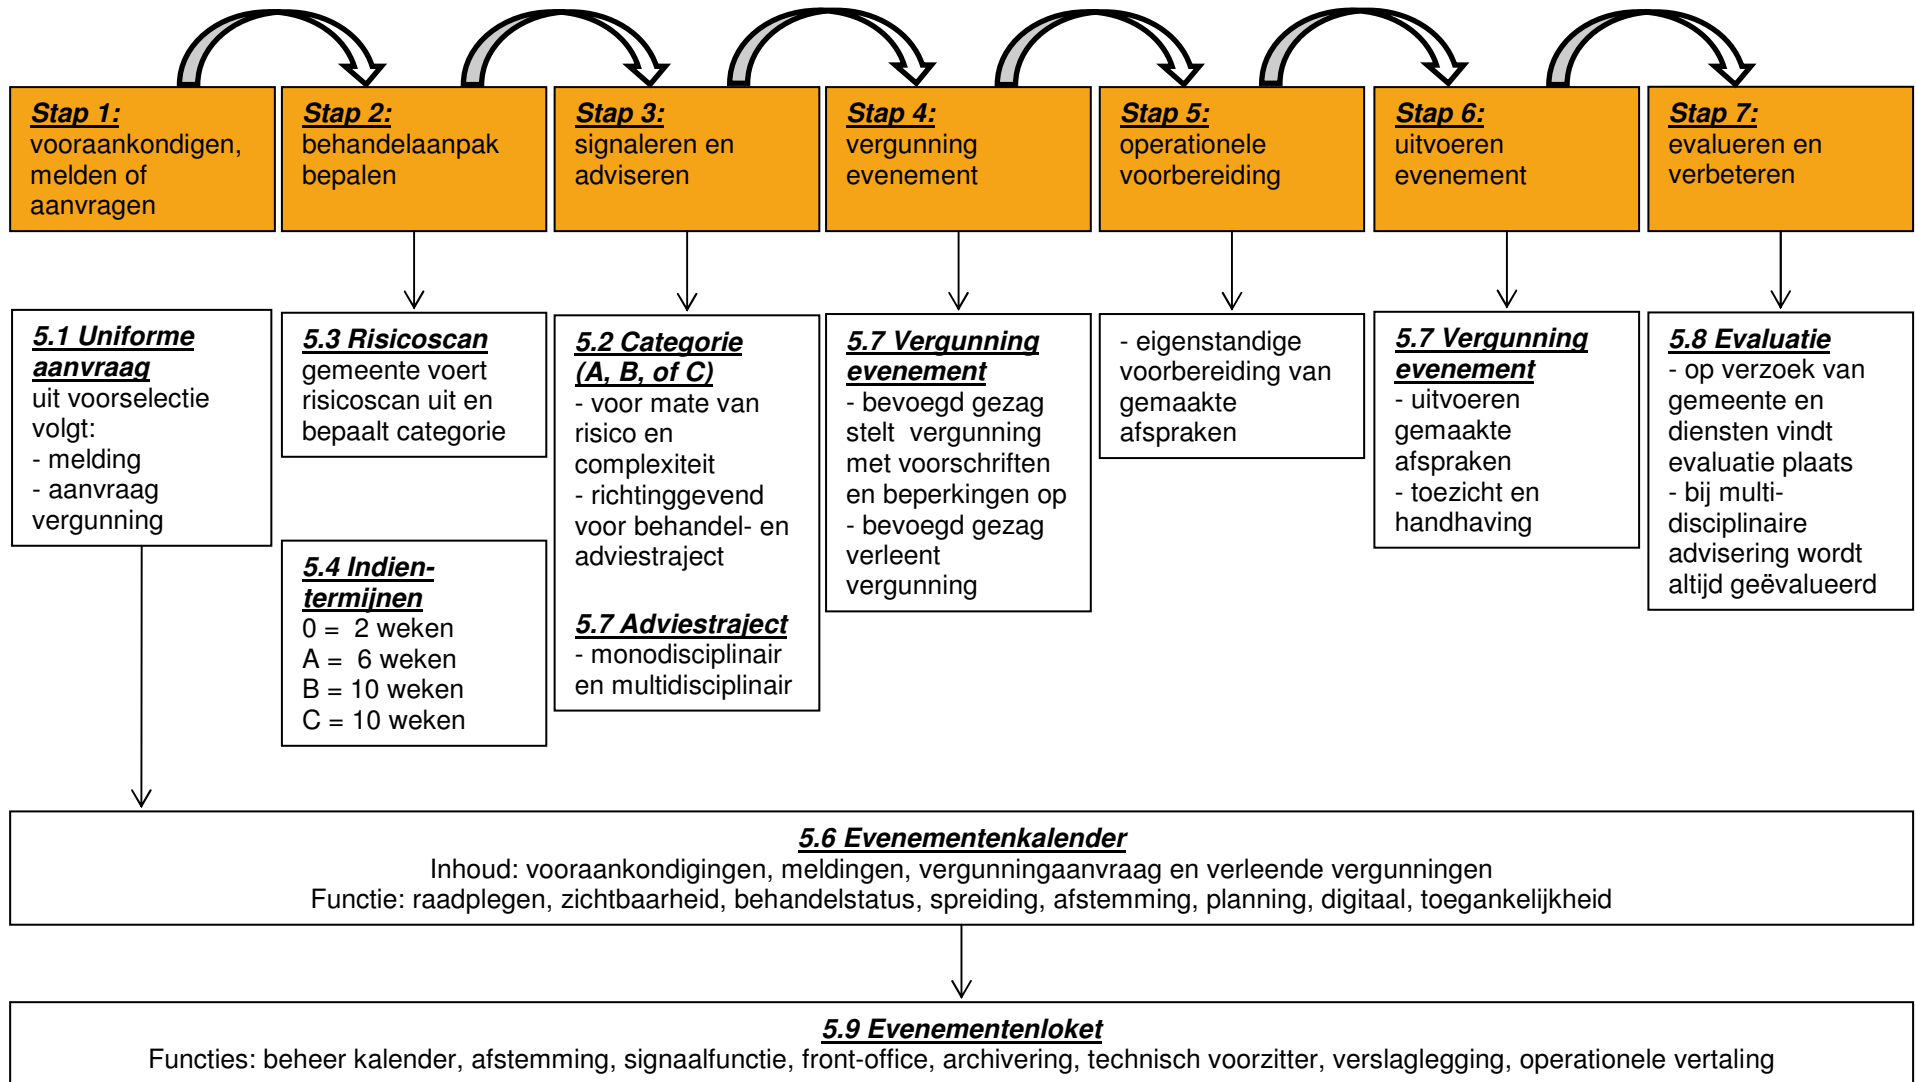 Stap 1:
vooraankondigen,
melden of
aanvragen
Stap 2:
behandelaanpak
bepalen
Stap 3:
signaleren en
adviseren
Stap 4:
vergunning
evenement
Stap 5:
operationele
voorbereiding
Stap 6:
uitvoeren
evenement
Stap 7:
evalueren en
verbeteren
5.1 Uniforme
aanvraag
uit voorselectie
volgt:
- melding
- aanvraag
vergunning
5.3 Risicoscan
gemeente voert
risicoscan uit en
bepaalt categorie
5.4 Indien-
termijnen
0 = 2 weken
A = 6 weken
B = 10 weken
C = 10 weken
5.2 Categorie
(A, B, of C)
- voor mate van
risico en
complexiteit
- richtinggevend
voor behandel- en
adviestraject
5.7 Adviestraject
- monodisciplinair
en multidisciplinair
5.7 Vergunning
evenement
- bevoegd gezag
stelt vergunning
met voorschriften
en beperkingen op
- bevoegd gezag
verleent
vergunning
- eigenstandige
voorbereiding van
gemaakte
afspraken
5.7 Vergunning
evenement
- uitvoeren
gemaakte
afspraken
- toezicht en
handhaving
5.8 Evaluatie
- op verzoek van
gemeente en
diensten vindt
evaluatie plaats
- bij multi-
disciplinaire
advisering wordt
altijd geëvalueerd
5.6 Evenementenkalender
Inhoud: vooraankondigingen, meldingen, vergunningaanvraag en verleende vergunningen
Functie: raadplegen, zichtbaarheid, behandelstatus, spreiding, afstemming, planning, digitaal, toegankelijkheid
5.9 Evenementenloket
Functies: beheer kalender, afstemming, signaalfunctie, front-office, archivering, technisch voorzitter, verslaglegging, operationele vertaling